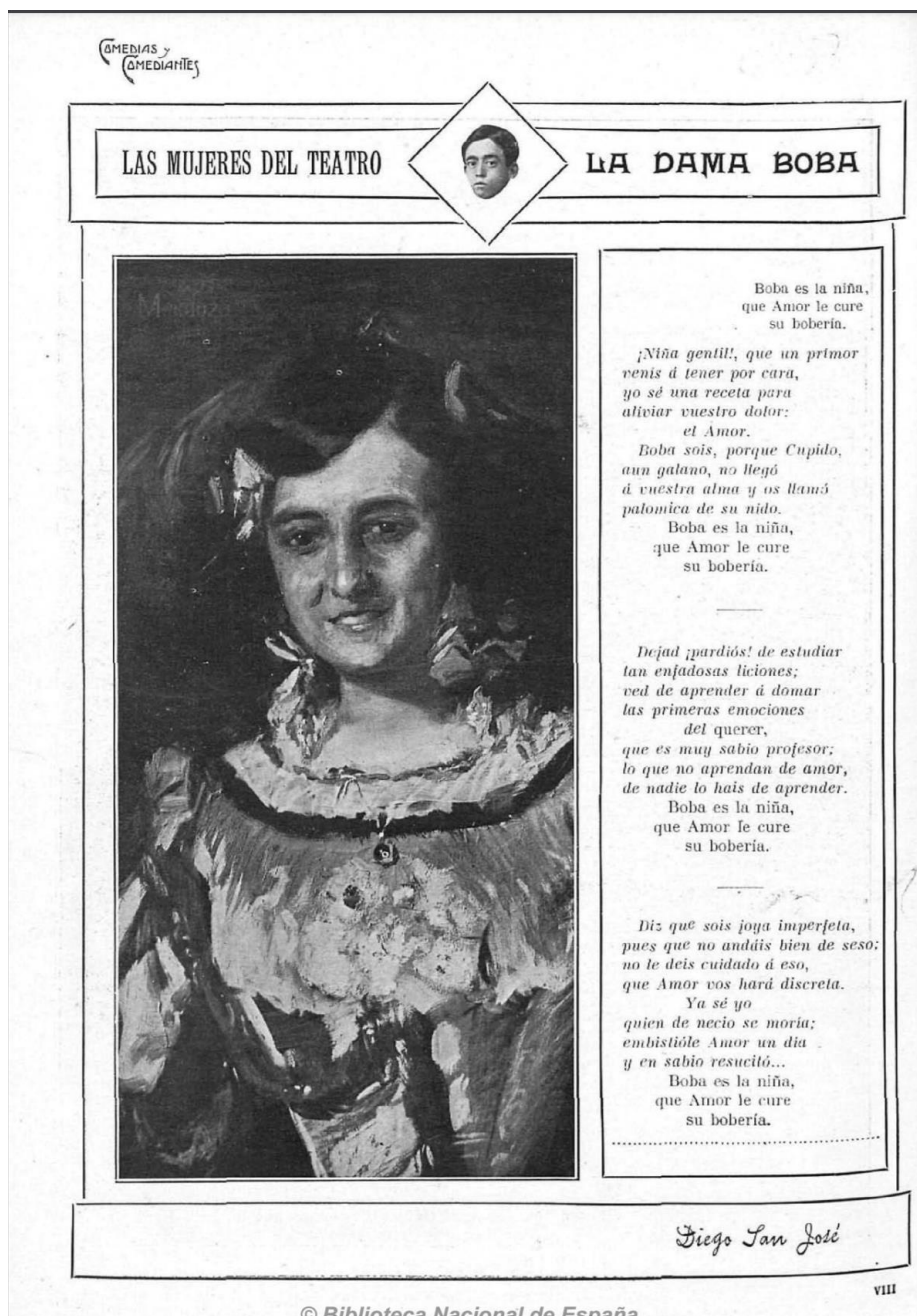 COMEDIAS y
COMEDIANTES
LAS MUJERES DEL TEATRO
LA DAMA BOBA
Mendoza
Boba es la niña,
que Amor le cure
su bobería.
¡Niña gentil!, que un primor
venís á tener por cara,
yo sé una receta para
aliviar vuestro dolor:
el Amor.
Boba sois, porque Cupido,
aun galano, no llegó
á vuestra alma y os llamó
palomica de su nido.
Boba es la niña,
que Amor le cure
su bobería.
Dejad ¡pardiós! de estudiar
tan enfadosas liciones;
ved de aprender á domar
las primeras emociones
del querer,
que es muy sabio profesor;
lo que no aprendan de amor,
de nadie lo hais de aprender.
Boba es la niña,
que Amor le cure
su bobería.
Diz que sois joya imperfeta,
pues que no andáis bien de seso;
no le deis cuidado á eso,
que Amor vos hará discreta.
Ya sé yo
quien de necio se moría;
embistióle Amor un dia
y en sabio resucitó...
Boba es la niña,
que Amor le cure
su bobería.
Diego San José
VIII
© Biblioteca Nacional de España